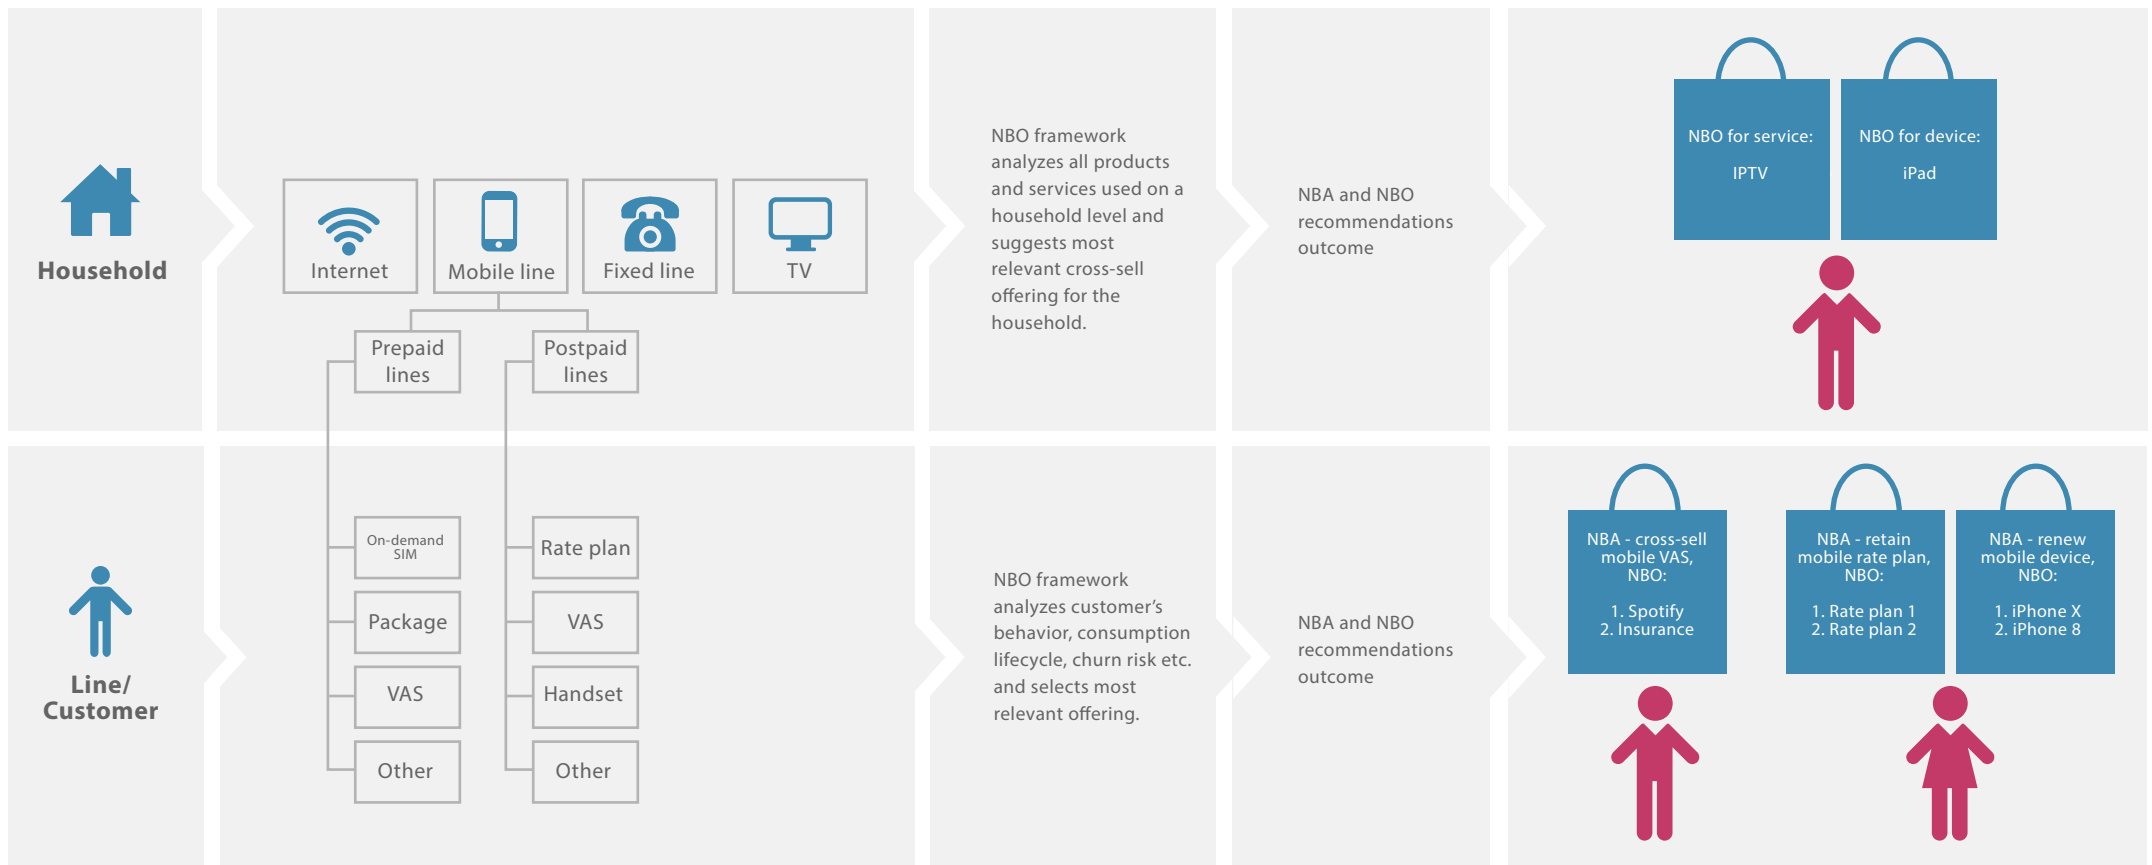 Household
Internet
Mobile line
Fixed line
TV
Prepaid
lines
Postpaid
lines
NBO framework
analyzes all products
and services used on a
household level and
suggests most
relevant cross-sell
offering for the
household.
NBA and NBO
recommendations
outcome
NBO for service:
IPTV
NBO for device:
iPad
Line/
Customer
On-demand
SIM
Package
VAS
Other
Rate plan
VAS
Handset
Other
NBO framework
analyzes customer’s
behavior, consumption
lifecycle, churn risk etc.
and selects most
relevant offering.
NBA and NBO
recommendations
outcome
NBA - cross-sell
mobile VAS,
NBO:
1. Spotify
2. Insurance
NBA - retain
mobile rate plan,
NBO:
1. Rate plan 1
2. Rate plan 2
NBA - renew
mobile device,
NBO:
1. iPhone X
2. iPhone 8